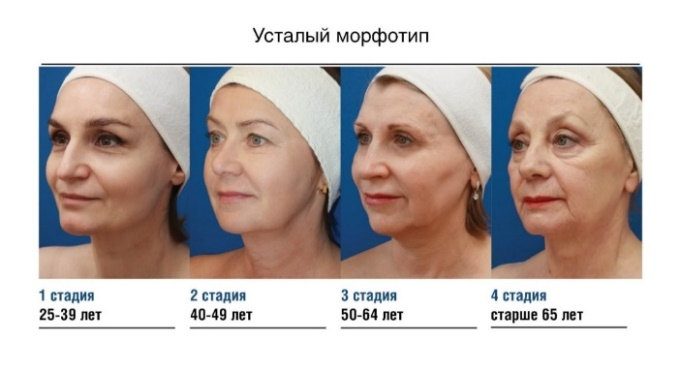 Усталый морфотип
1 стадия
25-39 лет
2 стадия
40-49 лет
3 стадия
50-64 лет
4 стадия
старше 65 лет